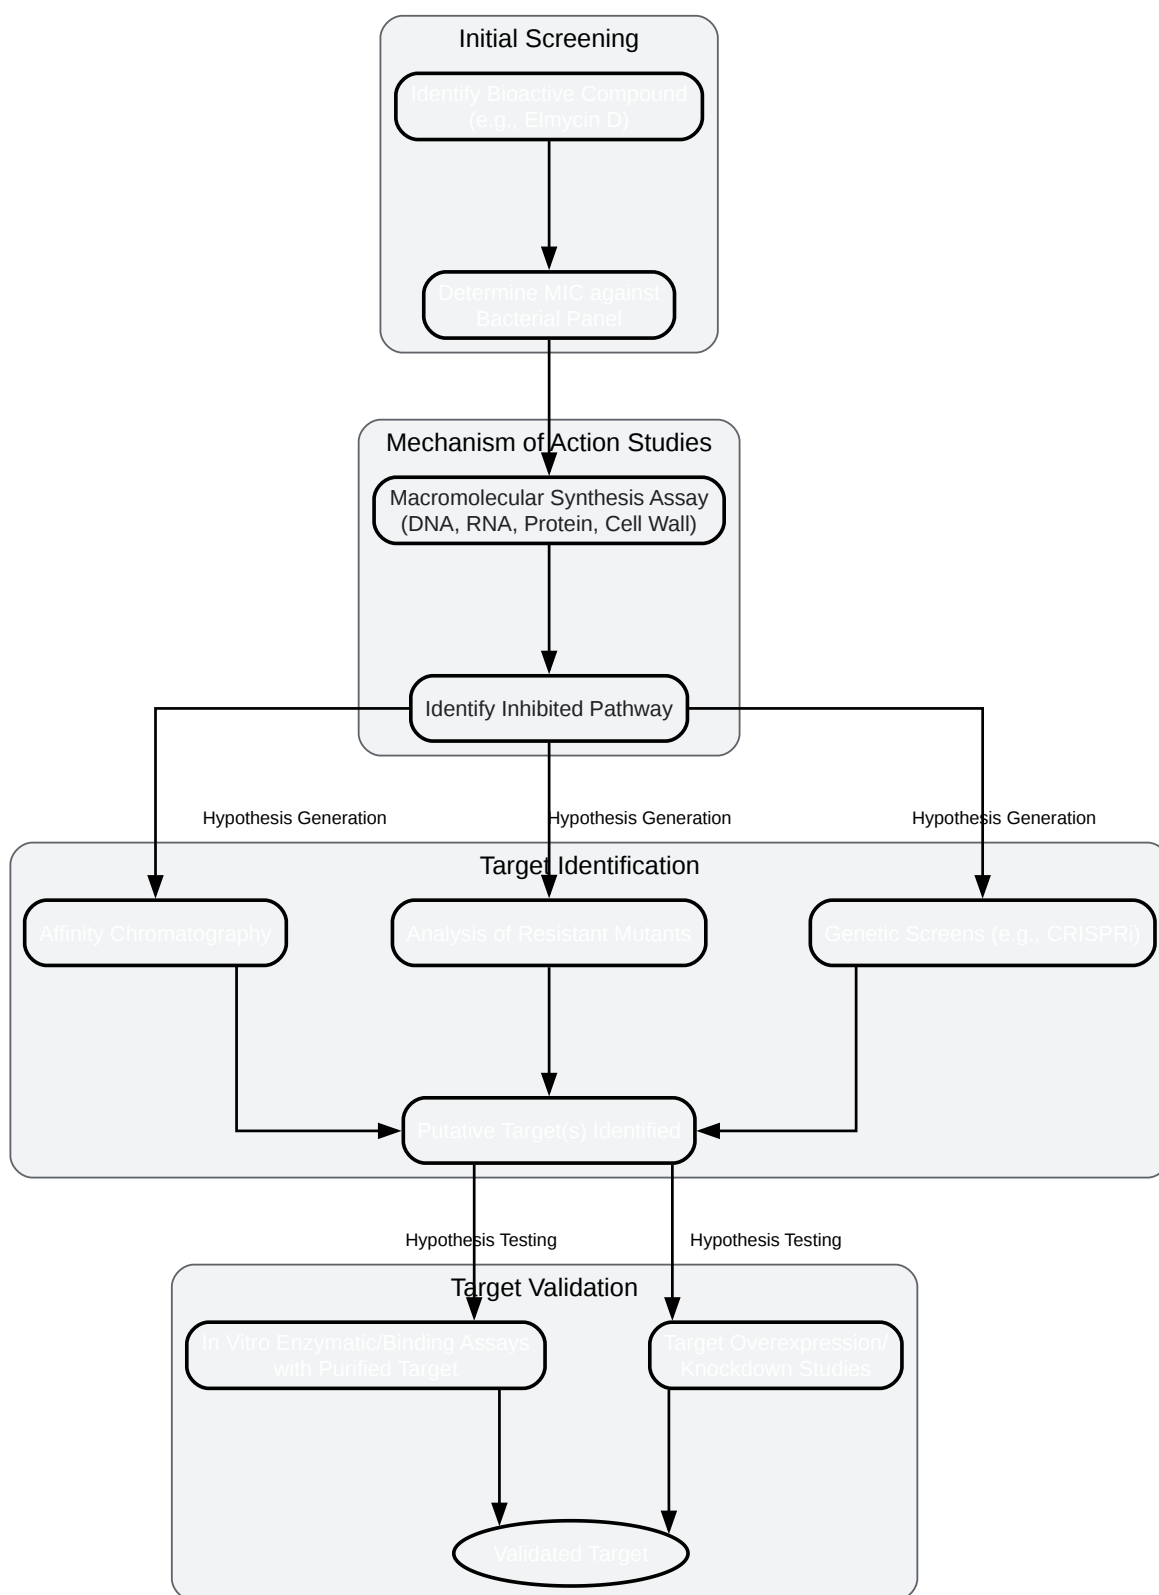 Initial Screening
Identify Bioactive Compound
(e.g., Elmycin D)
Determine MIC against
Bacterial Panel
Mechanism of Action Studies
Macromolecular Synthesis Assay
(DNA, RNA, Protein, Cell Wall)
Identify Inhibited Pathway
Hypothesis Generation
Hypothesis Generation
Hypothesis Generation
Target Identification
Affinity Chromatography
Analysis of Resistant Mutants
Genetic Screens (e.g., CRISPRi)
Putative Target(s) Identified
Hypothesis Testing
Hypothesis Testing
Target Validation
In Vitro Enzymatic/Binding Assays
with Purified Target
Target Overexpression/
Knockdown Studies
Validated Target